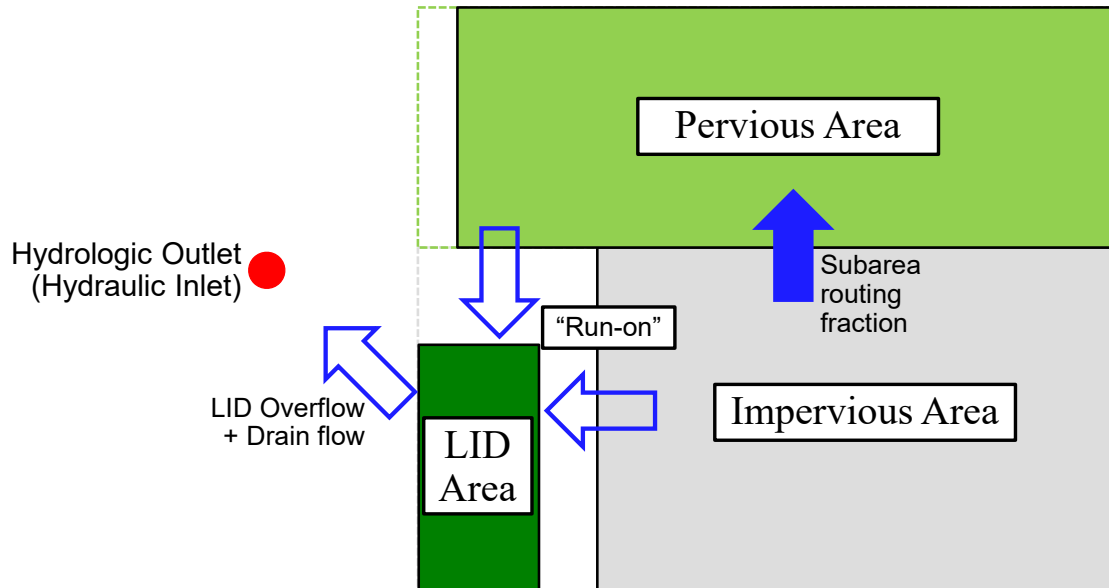 Pervious Area
Hydrologic Outlet
(Hydraulic Inlet)
Subarea
routing
fraction
“Run-on”
LID Overflow
+ Drain flow
LID
Area
Impervious Area